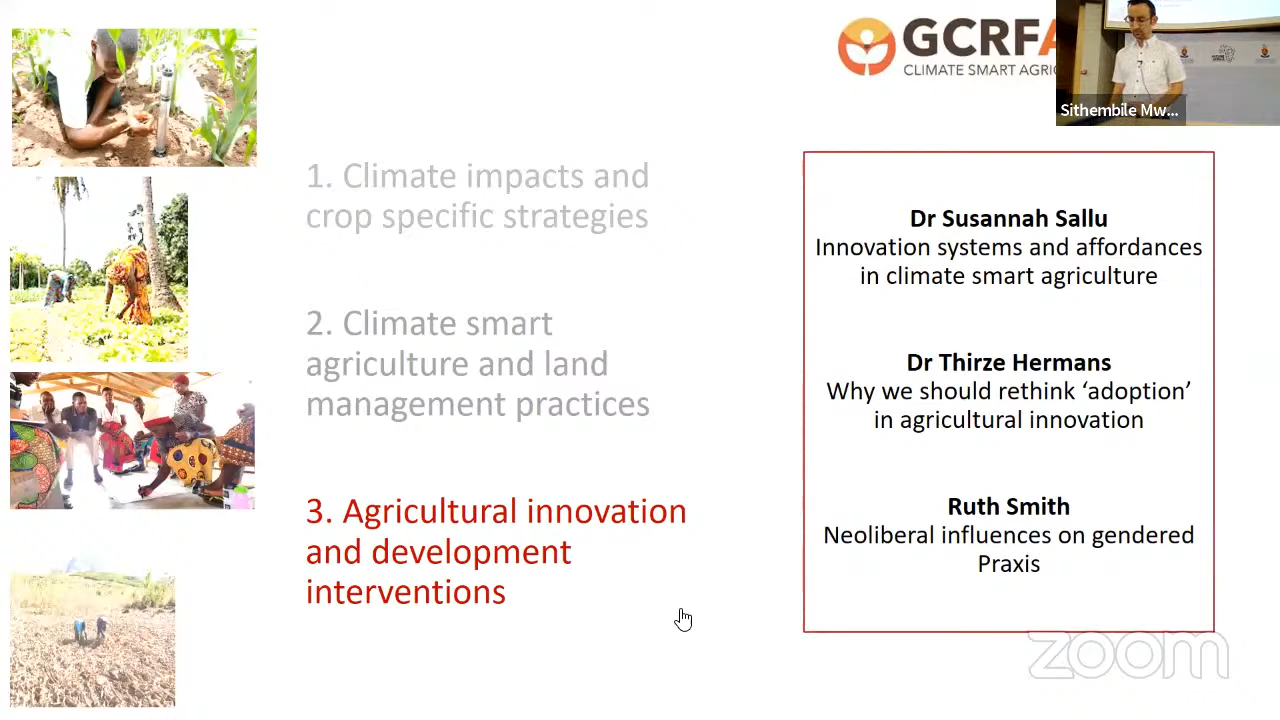 GCRFA
CLIMATE SMART AGRIC
Sithembile Mw...
1. Climate impacts and
crop specific strategies
2. Climate smart
agriculture and land
management practices
3. Agricultural innovation
and development
interventions
Dr Susannah Sallu
Innovation systems and affordances
in climate smart agriculture
Dr Thirze Hermans
Why we should rethink ‘adoption’
in agricultural innovation
Ruth Smith
Neoliberal influences on gendered
Praxis
zoom